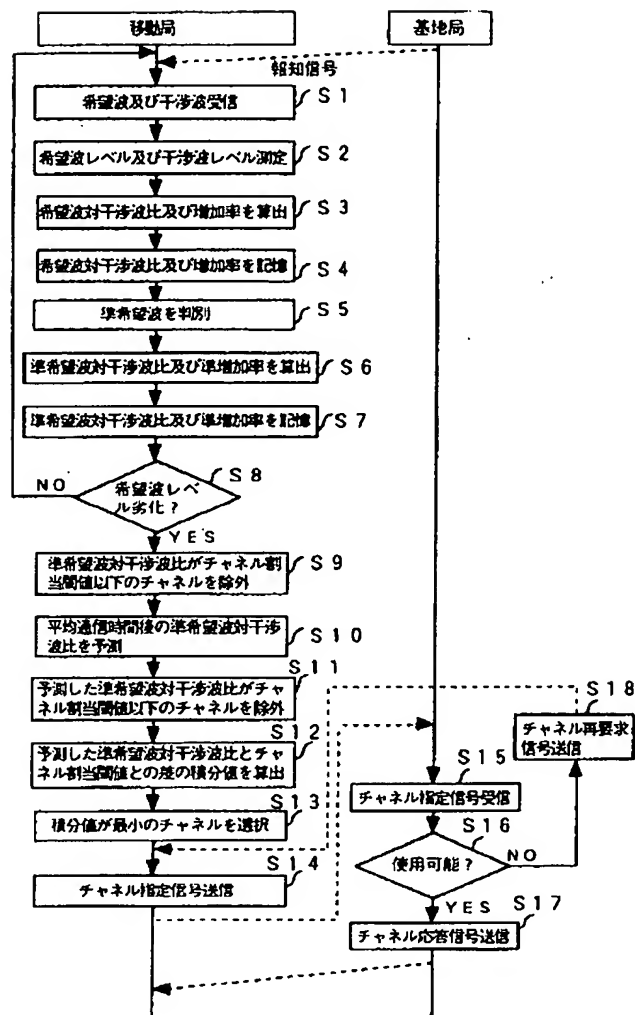 移動局
基地局
報知信号
希望波及び干渉波受信
S1
希望波レベル及び干渉波レベル測定
S2
希望波対干渉波比及び増加率を算出
S3
希望波対干渉波比及び増加率を記憶
S4
準希望波を判別
S5
準希望波対干渉波比及び準増加率を算出
S6
準希望波対干渉波比及び準増加率を記憶
S7
S8
希望波レベ
ル劣化？
NO
YES
準希望波対干渉波比がチャネル割
当閾値以下のチャネルを除外
S9
平均通信時間後の準希望波対干渉
波比を予測
S10
S11
予測した準希望波対干渉波比がチャ
ネル割当閾値以下のチャネルを除外
S12
予測した準希望波対干渉波比とチャ
ネル割当閾値との差の積分値を算出
S13
積分値が最小のチャネルを選択
S14
チャネル指定信号送信
S15
チャネル指定信号受信
S16
使用可能？
NO
YES
S17
チャネル応答信号送信
S18
チャネル再要求
信号送信